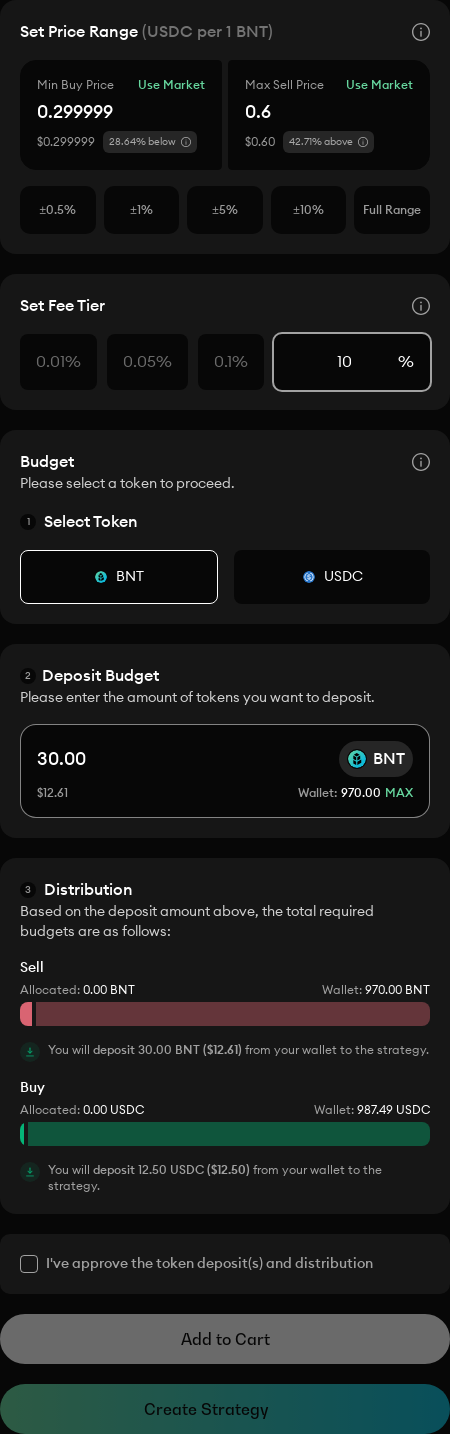 Set Price Range (USDC per 1 BNT)
Min Buy Price Use Market
0.299999
$0.299999 28.64% below
Max Sell Price Use Market
0.6
$0.60 42.71% above
±0.5% ±1% ±5% ±10% Full Range
Set Fee Tier
0.01% 0.05% 0.1% 10 %
Budget
Please select a token to proceed.
1 Select Token
BNT USDC
2 Deposit Budget
Please enter the amount of tokens you want to deposit.
30.00 BNT
$12.61 Wallet: 970.00 MAX
3 Distribution
Based on the deposit amount above, the total required
budgets are as follows:
Sell
Allocated: 0.00 BNT Wallet: 970.00 BNT
You will deposit 30.00 BNT ($12.61) from your wallet to the strategy.
Buy
Allocated: 0.00 USDC Wallet: 987.49 USDC
You will deposit 12.50 USDC ($12.50) from your wallet to the
strategy.
I've approve the token deposit(s) and distribution
Add to Cart
Create Strategy